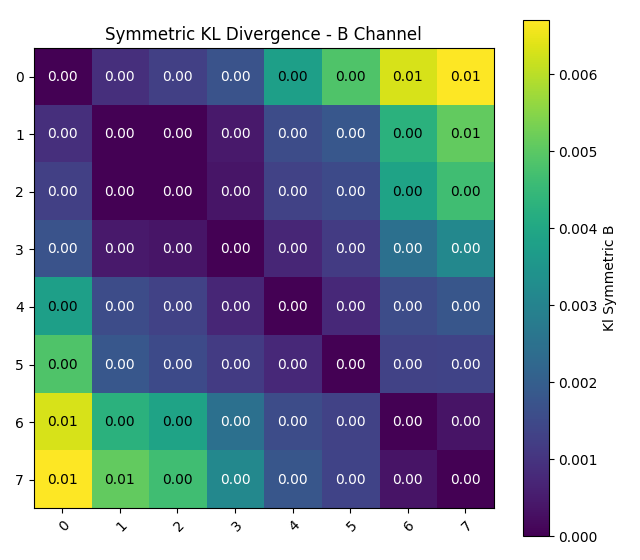 Symmetric KL Divergence - B Channel
0 0.00 0.00 0.00 0.00 0.00 0.00 0.01 0.01
1 0.00 0.00 0.00 0.00 0.00 0.00 0.00 0.01
2 0.00 0.00 0.00 0.00 0.00 0.00 0.00 0.00
3 0.00 0.00 0.00 0.00 0.00 0.00 0.00 0.00
4 0.00 0.00 0.00 0.00 0.00 0.00 0.00 0.00
5 0.00 0.00 0.00 0.00 0.00 0.00 0.00 0.00
6 0.01 0.00 0.00 0.00 0.00 0.00 0.00 0.00
7 0.01 0.01 0.00 0.00 0.00 0.00 0.00 0.00
0 1 2 3 4 5 6 7
0.006
0.005
0.004
0.003
0.002
0.001
0.000
Kl Symmetric B